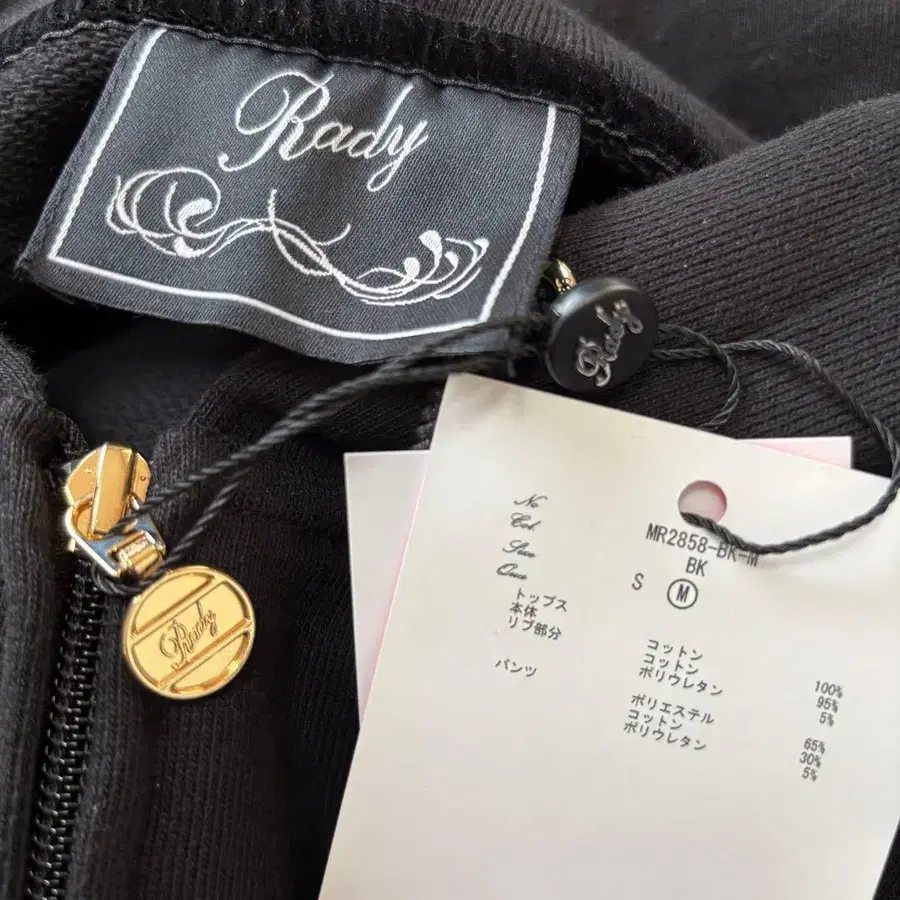 Rady
Rady
Rady
No
MR2858-BK-M
Col.
BK
Size
S M
Qua
トップス
本体 コットン 100%
リブ部分 コットン 95%
ポリウレタン 5%
パンツ ポリエステル 65%
コットン 30%
ポリウレタン 5%